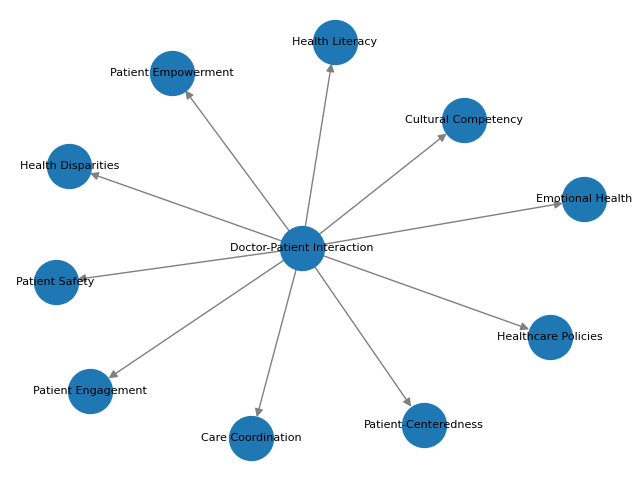 Health Literacy
Patient Empowerment
Cultural Competency
Health Disparities
Emotional Health
Doctor-Patient Interaction
Patient Safety
Healthcare Policies
Patient Engagement
Patient-Centeredness
Care Coordination